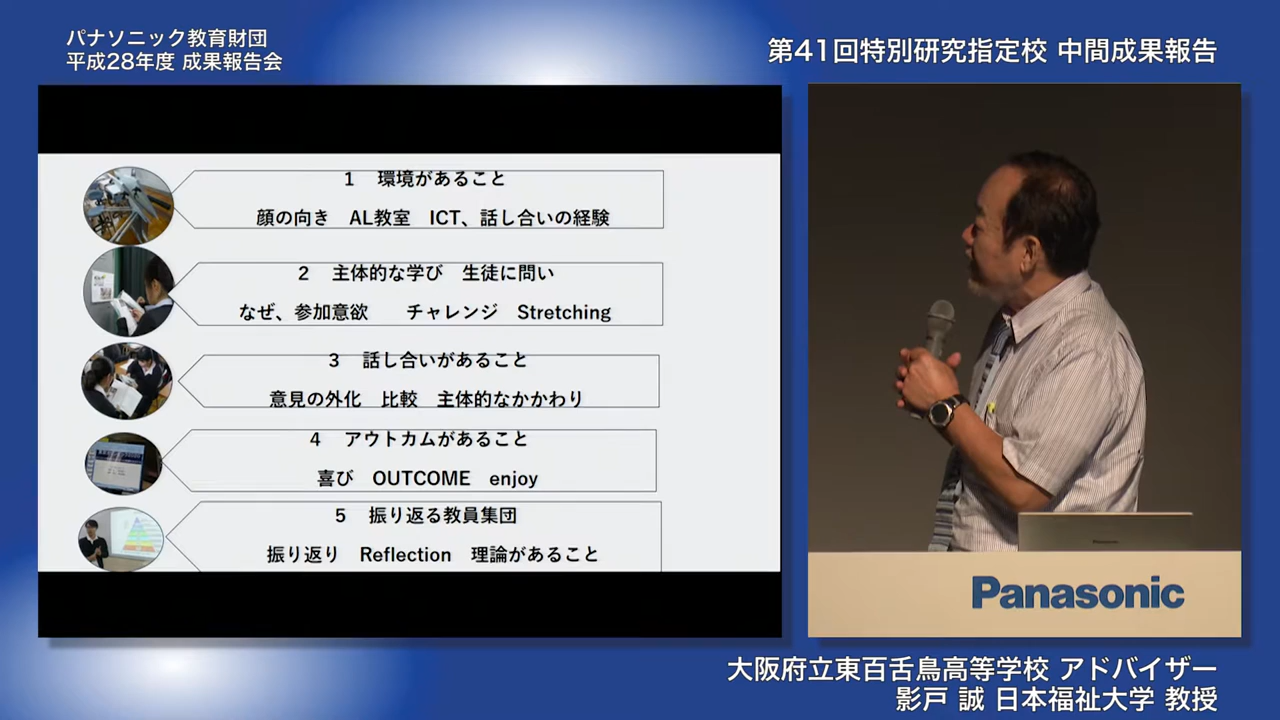 パナソニック教育財団
平成28年度 成果報告会
第41回特別研究指定校 中間成果報告
1 環境があること
顔の向き AL教室 ICT、話し合いの経験
2 主体的な学び 生徒に問い
なぜ、参加意欲 チャレンジ Stretching
3 話し合いがあること
意見の外化 比較 主体的なかかわり
4 アウトカムがあること
喜び OUTCOME enjoy
5 振り返る教員集団
振り返り Reflection 理論があること
Panasonic
大阪府立東百舌鳥高等学校 アドバイザー
影戸 誠 日本福祉大学 教授